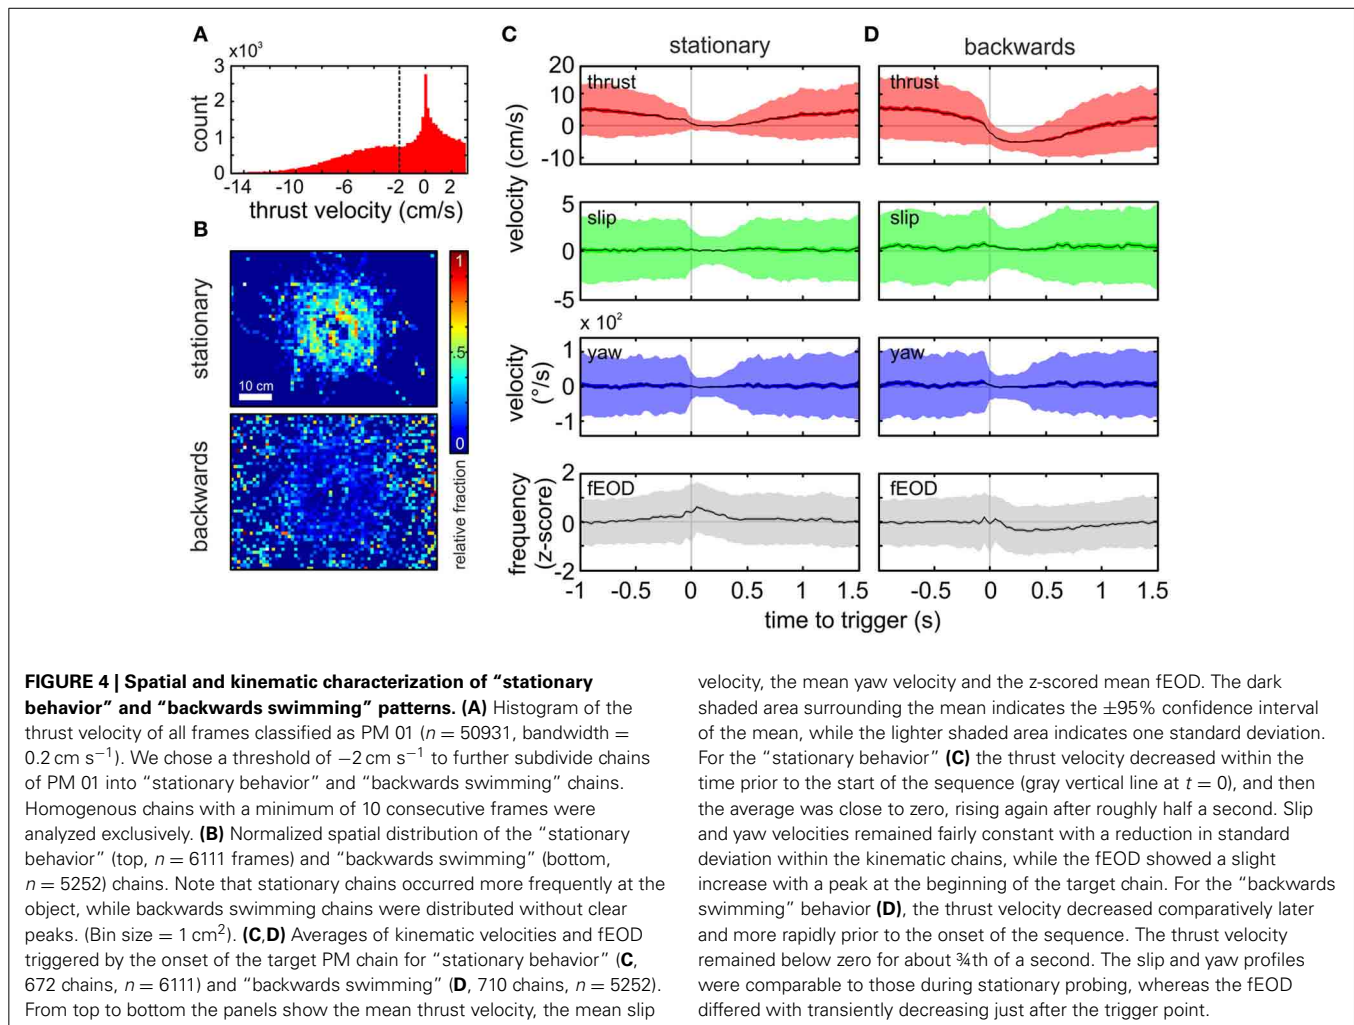 A
×10³
3
2
1
0
count
-14
-10
-6
-2
0
2
thrust velocity (cm/s)
B
stationary
10 cm
backwards
1
.5
0
relative fraction
C
stationary
D
backwards
20
10
0
-10
thrust
thrust
velocity (cm/s)
5
0
-5
slip
slip
x 10²
1
0
-1
yaw
yaw
velocity
(°/s)
2
0
-2
fEOD
fEOD
frequency
(z-score)
-1
-0.5
0
0.5
1
1.5
-0.5
0
0.5
1
1.5
time to trigger (s)
FIGURE 4 | Spatial and kinematic characterization of “stationary
behavior” and “backwards swimming” patterns. (A) Histogram of the
thrust velocity of all frames classified as PM 01 (n = 50931, bandwidth =
0.2 cm s⁻¹). We chose a threshold of −2 cm s⁻¹ to further subdivide chains
of PM 01 into “stationary behavior” and “backwards swimming” chains.
Homogenous chains with a minimum of 10 consecutive frames were
analyzed exclusively. (B) Normalized spatial distribution of the “stationary
behavior” (top, n = 6111 frames) and “backwards swimming” (bottom,
n = 5252) chains. Note that stationary chains occurred more frequently at the
object, while backwards swimming chains were distributed without clear
peaks. (Bin size = 1 cm²). (C,D) Averages of kinematic velocities and fEOD
triggered by the onset of the target PM chain for “stationary behavior” (C,
672 chains, n = 6111) and “backwards swimming” (D, 710 chains, n = 5252).
From top to bottom the panels show the mean thrust velocity, the mean slip
velocity, the mean yaw velocity and the z-scored mean fEOD. The dark
shaded area surrounding the mean indicates the ±95% confidence interval
of the mean, while the lighter shaded area indicates one standard deviation.
For the “stationary behavior” (C) the thrust velocity decreased within the
time prior to the start of the sequence (gray vertical line at t = 0), and then
the average was close to zero, rising again after roughly half a second. Slip
and yaw velocities remained fairly constant with a reduction in standard
deviation within the kinematic chains, while the fEOD showed a slight
increase with a peak at the beginning of the target chain. For the “backwards
swimming” behavior (D), the thrust velocity decreased comparatively later
and more rapidly prior to the onset of the sequence. The thrust velocity
remained below zero for about ¾th of a second. The slip and yaw profiles
were comparable to those during stationary probing, whereas the fEOD
differed with transiently decreasing just after the trigger point.